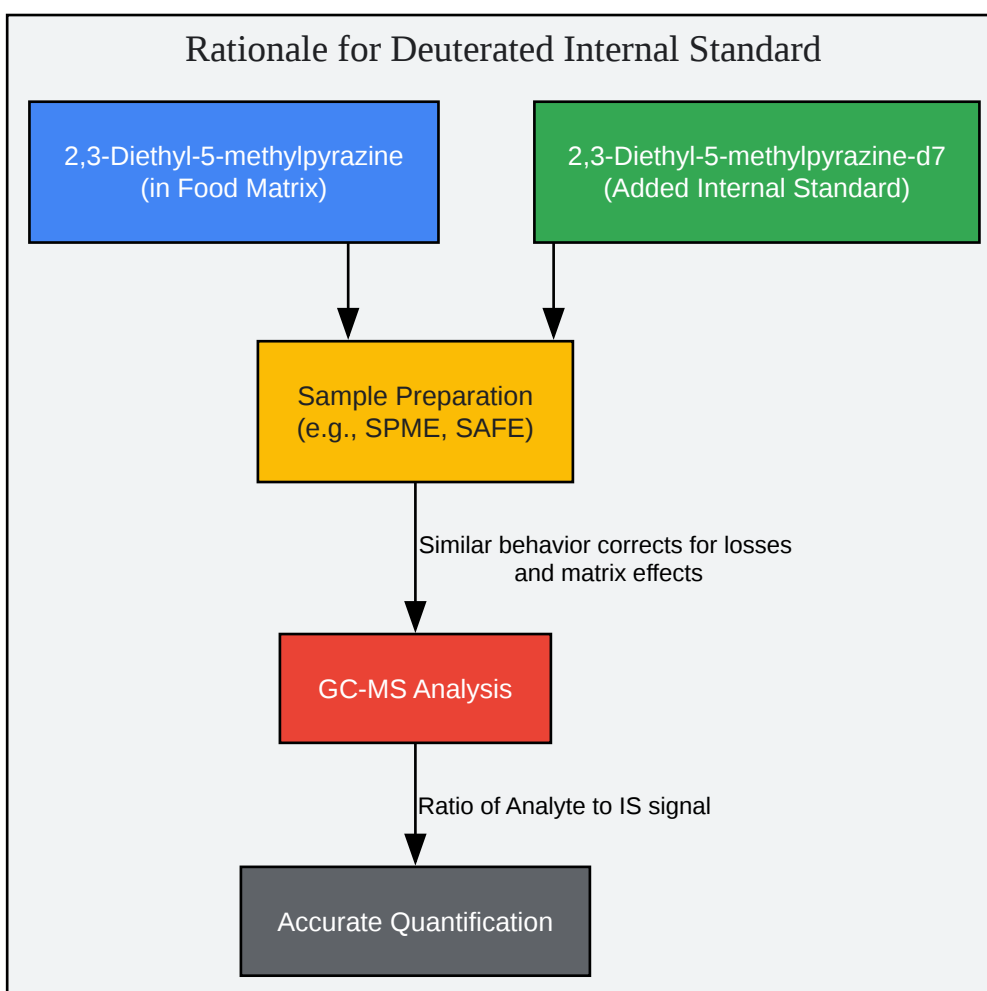 Rationale for Deuterated Internal Standard
2,3-Diethyl-5-methylpyrazine
(in Food Matrix)
2,3-Diethyl-5-methylpyrazine-d7
(Added Internal Standard)
Sample Preparation
(e.g., SPME, SAFE)
Similar behavior corrects for losses
and matrix effects
GC-MS Analysis
Ratio of Analyte to IS signal
Accurate Quantification